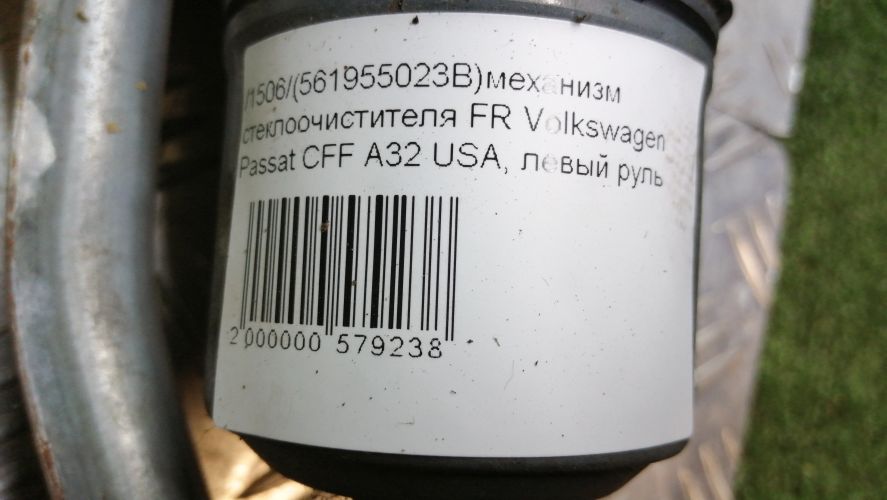 /1506/(561955023B)механизм
стеклоочистителя FR Volkswagen
Passat CFF A32 USA, левый руль
2 000000 579238